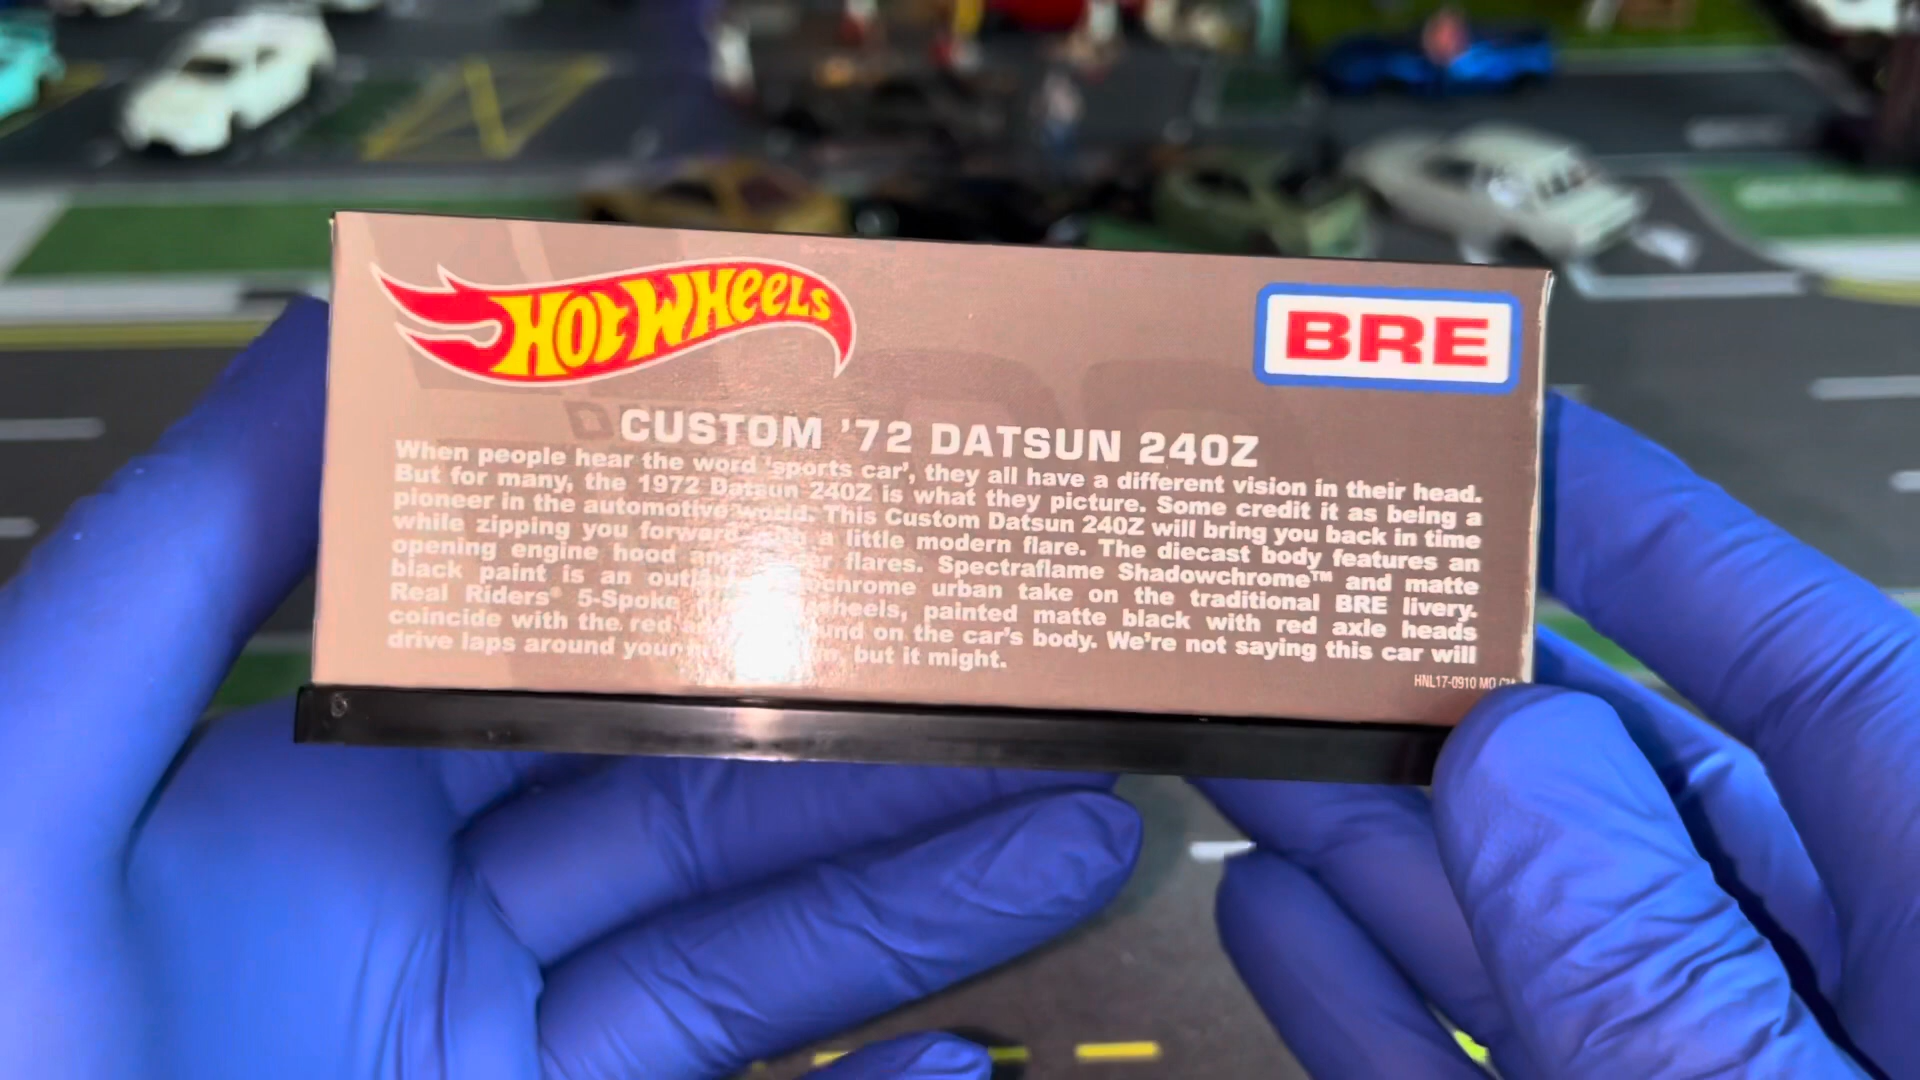 HOT WHEELS
BRE
CUSTOM '72 DATSUN 240Z
When people hear the word 'sports car', they all have a different vision in their head.
But for many, the 1972 Datsun 240Z is what they picture. Some credit it as being a
pioneer in the automotive world. This Custom Datsun 240Z will bring you back in time
while zipping you forward a little modern flare. The diecast body features an
opening engine hood flares. Spectraflame Shadowchrome™ and matte
black paint is an urban take on the traditional BRE livery.
Real Riders® 5-Spoke wheels, painted matte black with red axle heads
coincide with the red on the car's body. We're not saying this car will
drive laps around your but it might.
HNL17-0910